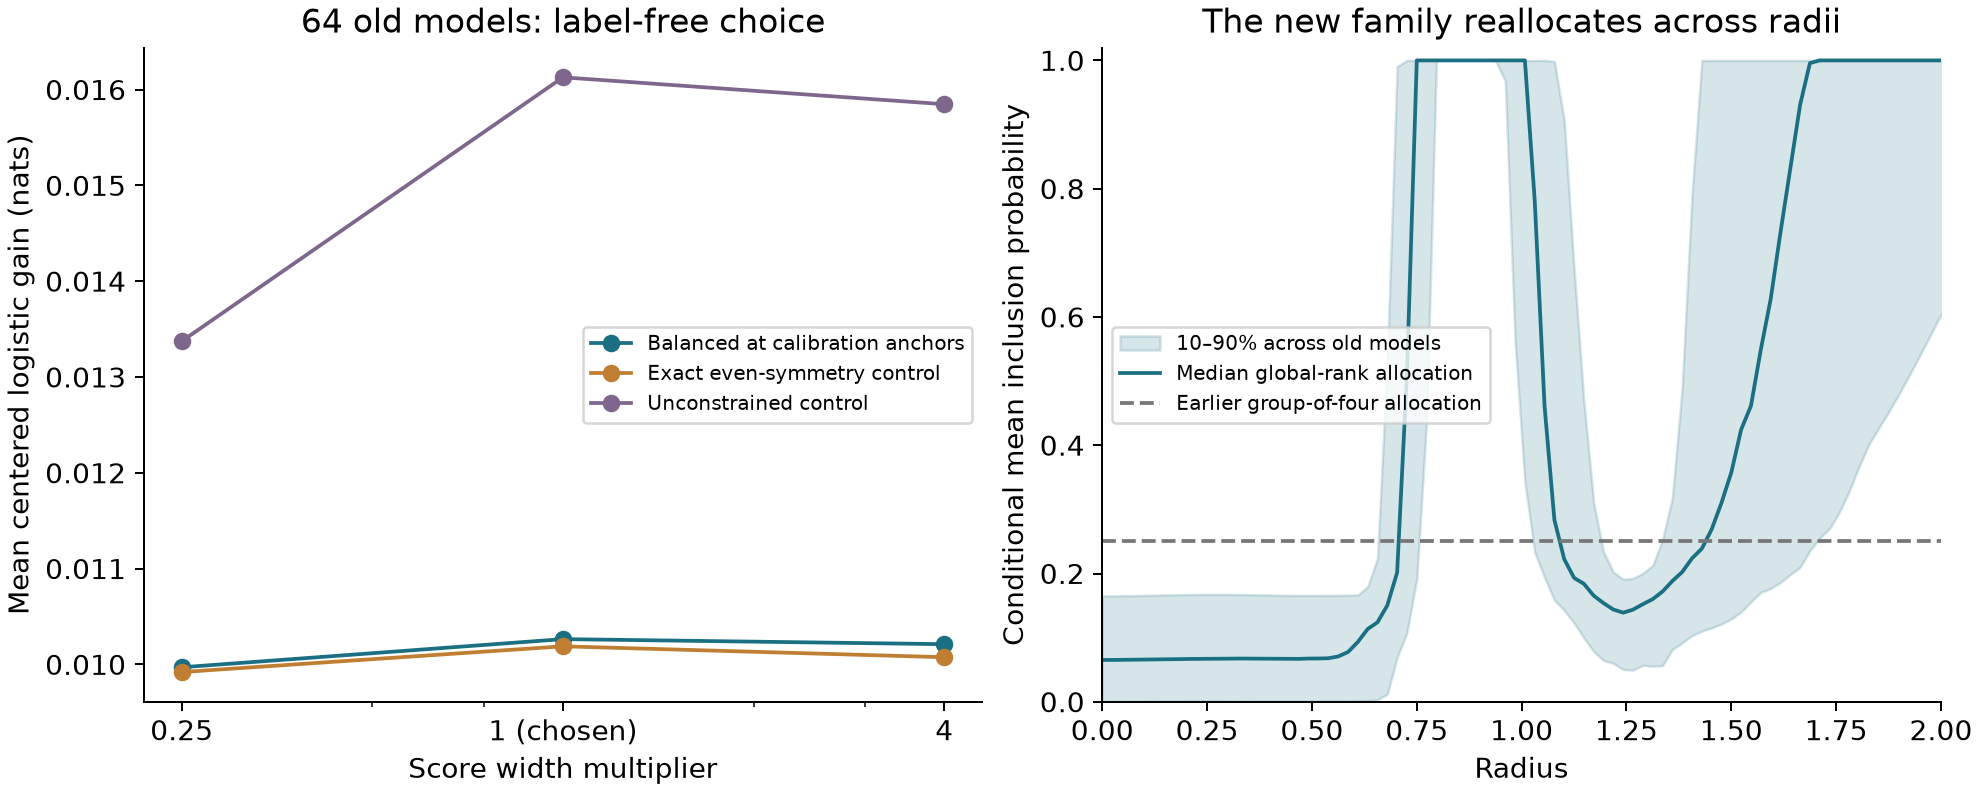 64 old models: label-free choice
Mean centered logistic gain (nats)
0.016
0.015
0.014
0.013
0.012
0.011
0.010
Balanced at calibration anchors
Exact even-symmetry control
Unconstrained control
0.25
1 (chosen)
4
Score width multiplier
The new family reallocates across radii
Conditional mean inclusion probability
1.0
0.8
0.6
0.4
0.2
0.0
10–90% across old models
Median global-rank allocation
Earlier group-of-four allocation
0.00
0.25
0.50
0.75
1.00
1.25
1.50
1.75
2.00
Radius